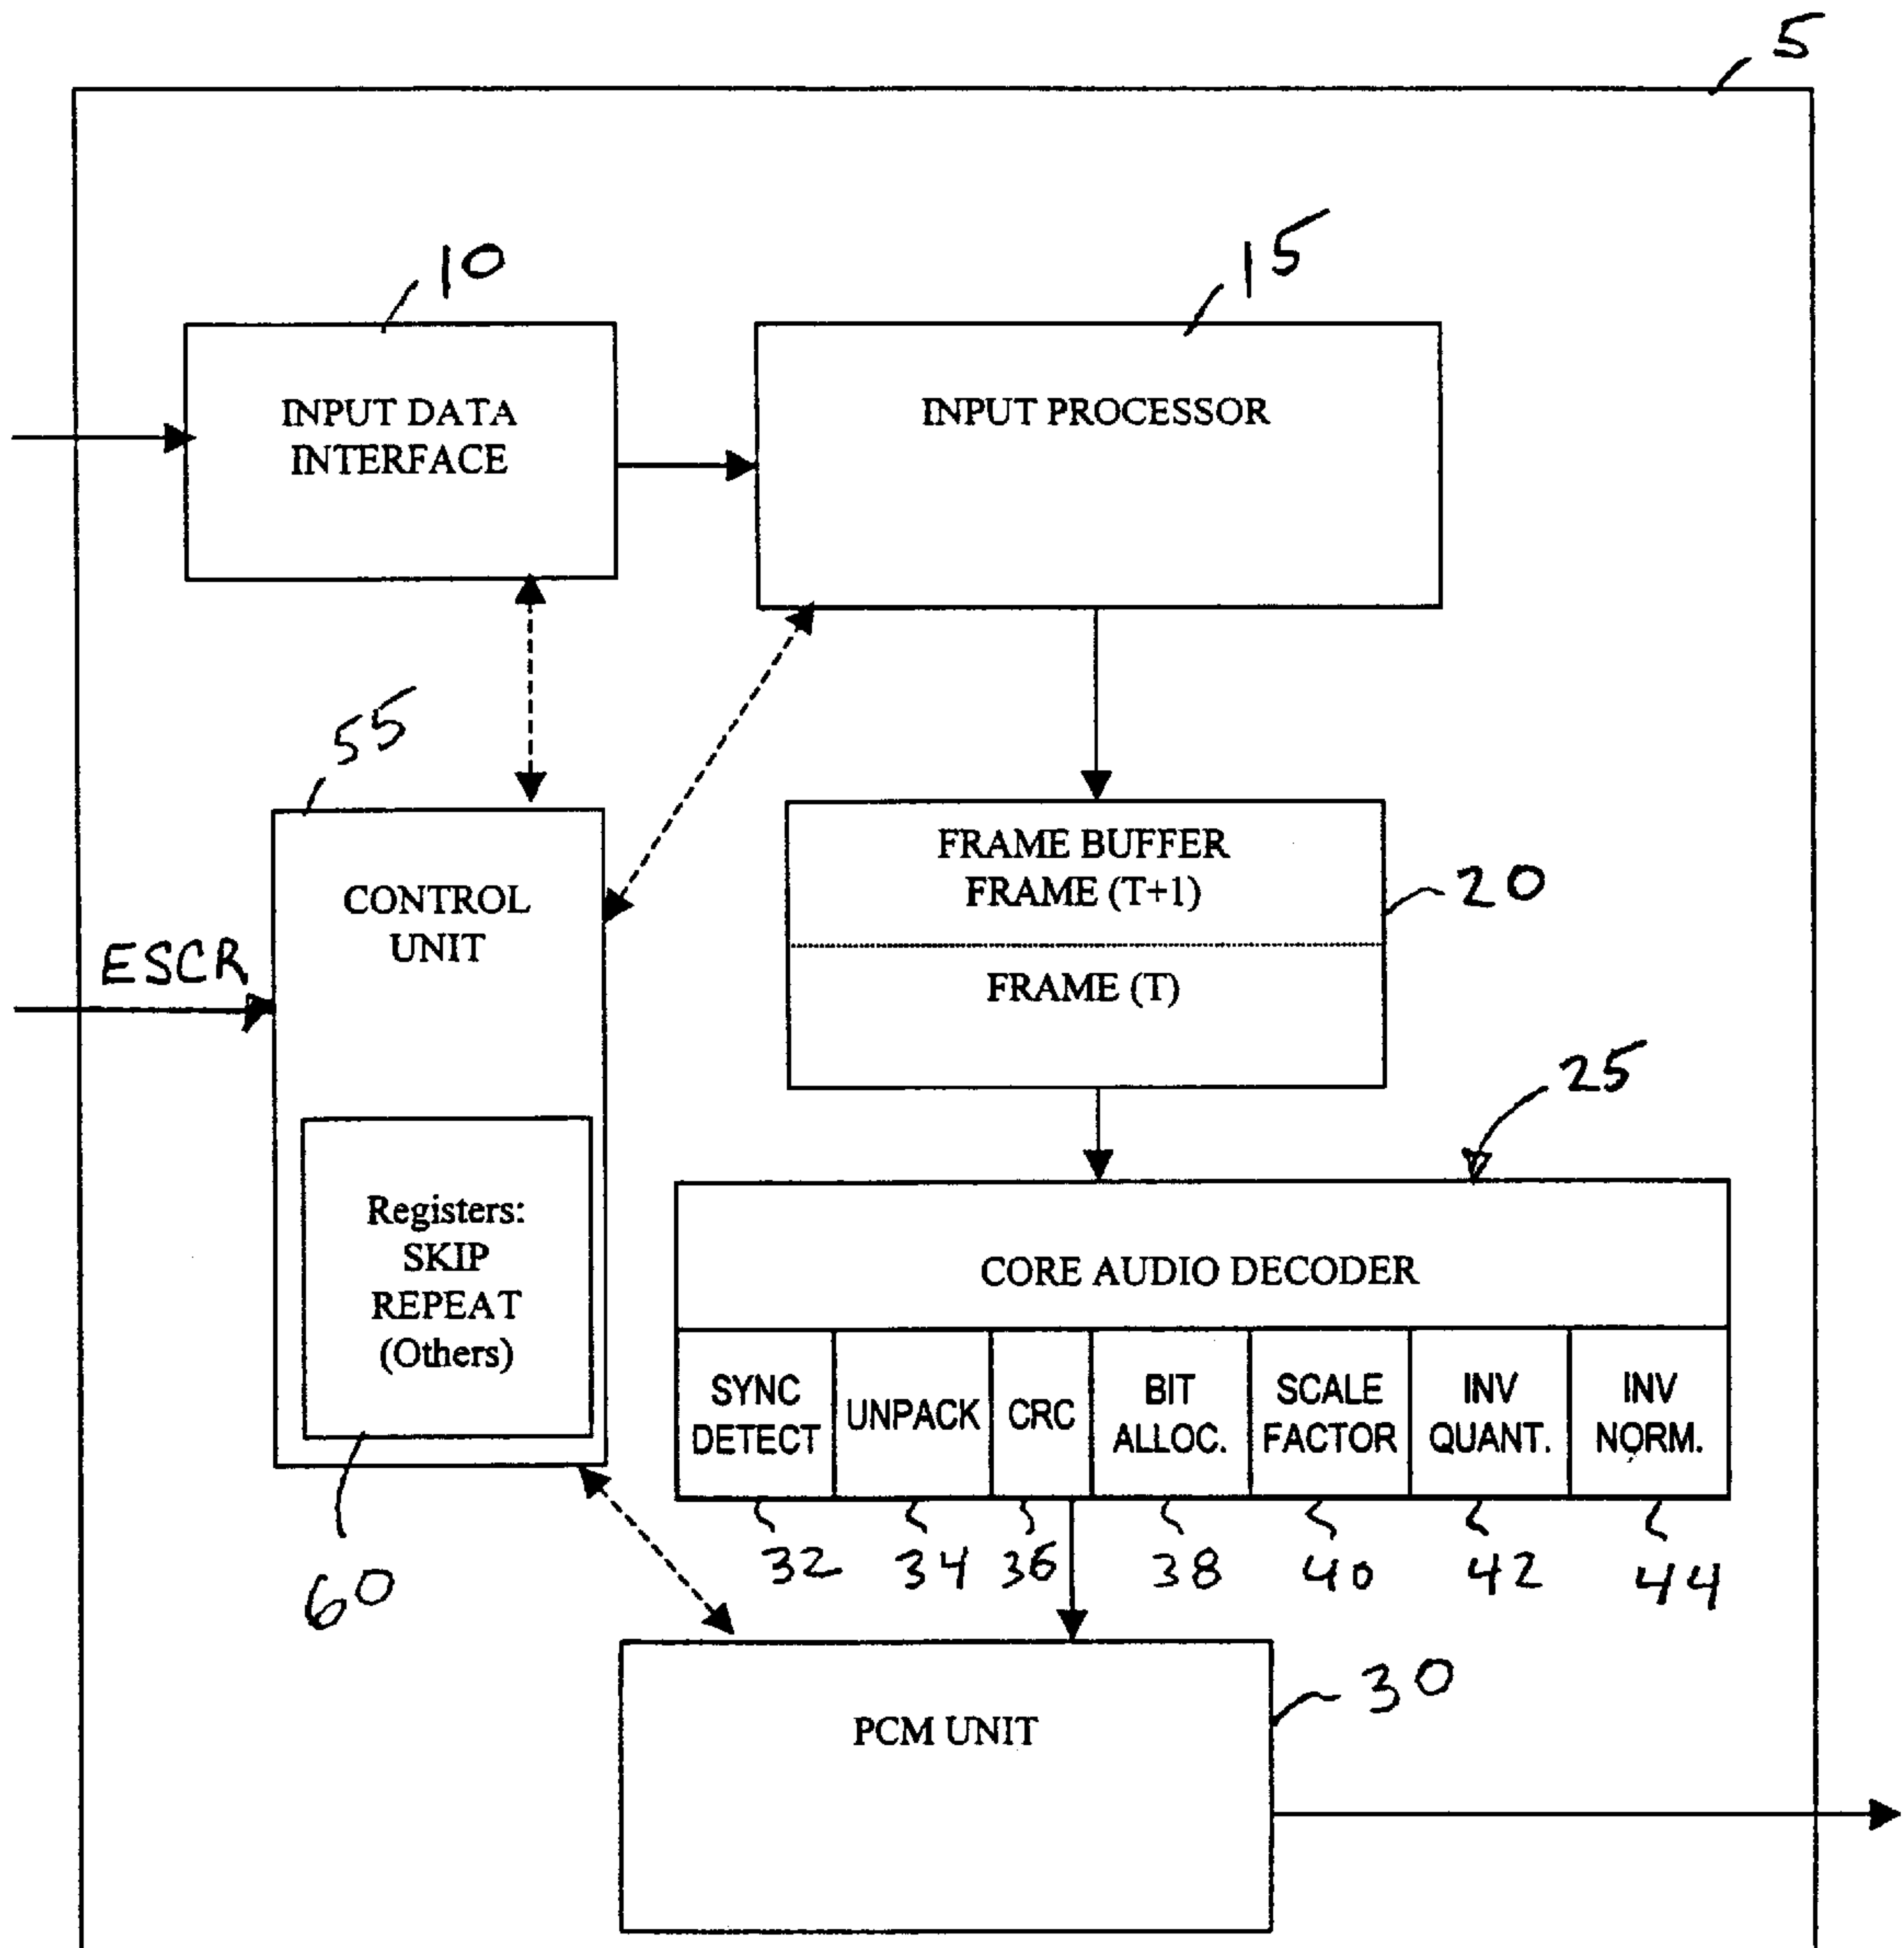 5
10
15
INPUT DATA
INTERFACE
INPUT PROCESSOR
55
CONTROL
UNIT
ESCR
FRAME BUFFER
FRAME (T+1)
FRAME (T)
20
25
Registers:
SKIP
REPEAT
(Others)
60
CORE AUDIO DECODER
SYNC
DETECT
UNPACK
CRC
BIT
ALLOC.
SCALE
FACTOR
INV
QUANT.
INV
NORM.
32
34
36
38
40
42
44
PCM UNIT
30